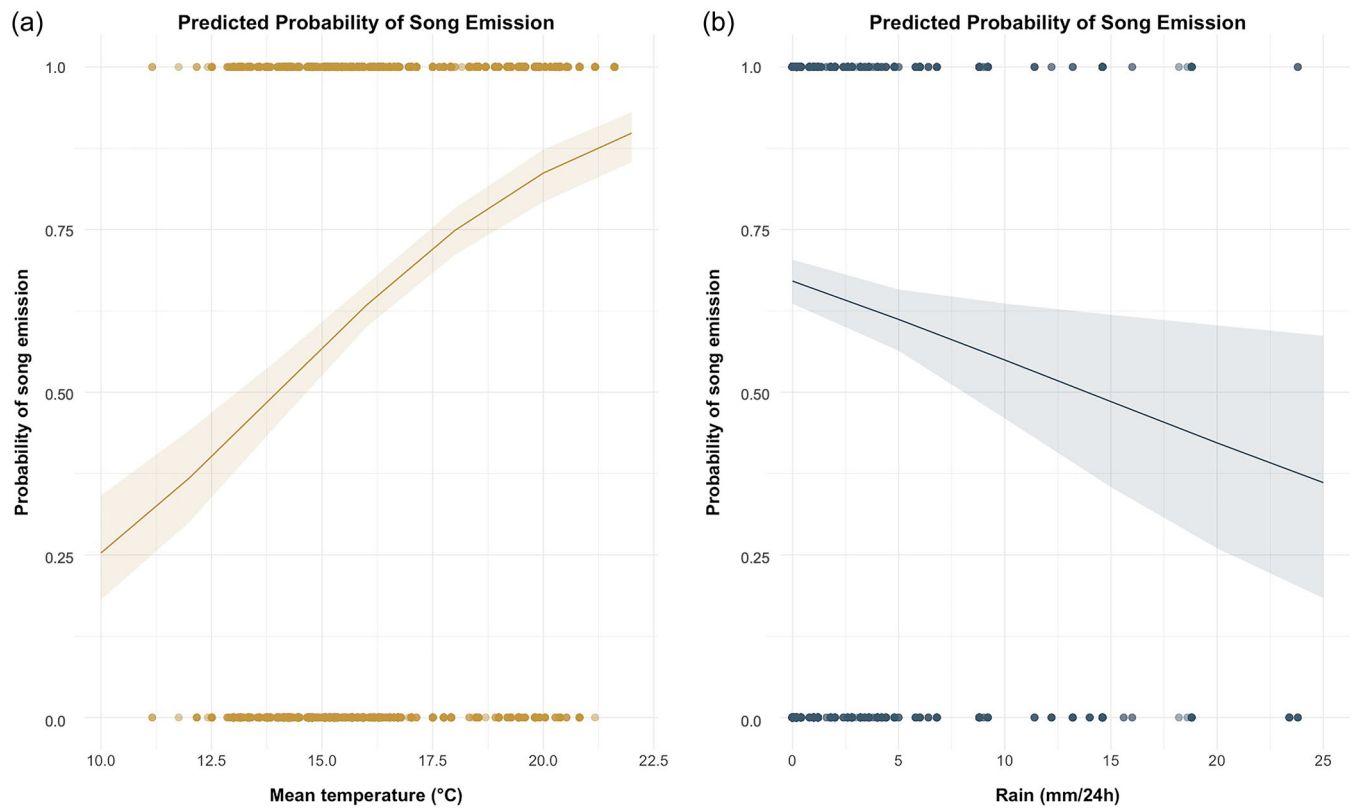 (a)
Predicted Probability of Song Emission
1.0
0.75
0.50
0.25
0.0
Probability of song emission
10.0 12.5 15.0 17.5 20.0 22.5
Mean temperature (°C)
(b)
Predicted Probability of Song Emission
1.0
0.75
0.50
0.25
0.0
Probability of song emission
0 5 10 15 20 25
Rain (mm/24h)